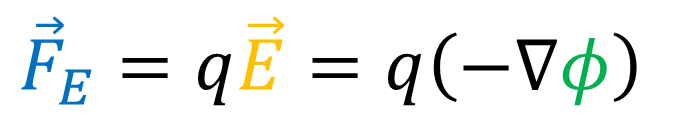 F⃗_E = qE⃗ = q(−∇ϕ)